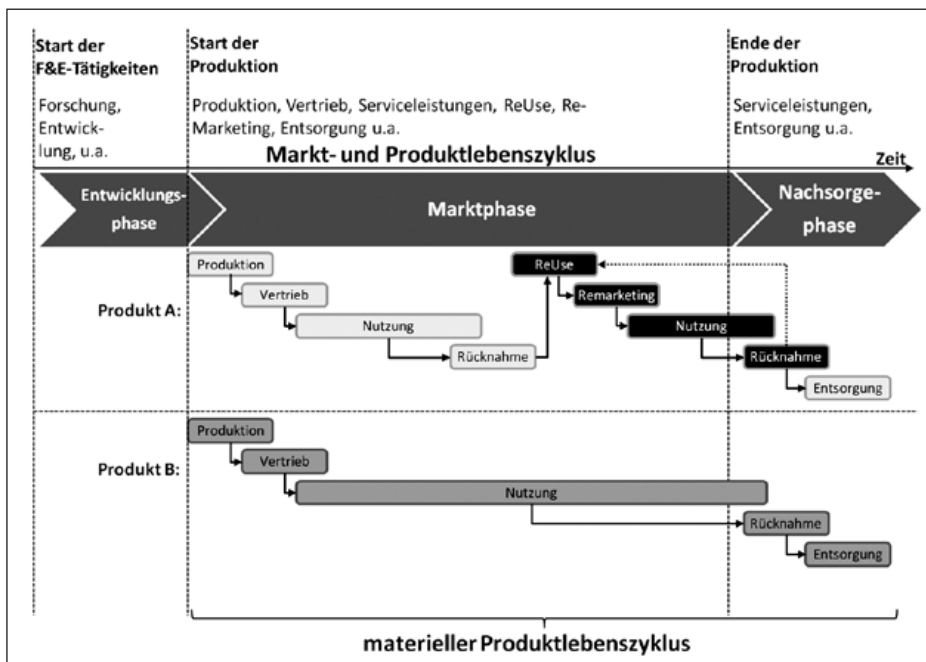 Start der
F&E-Tätigkeiten
Forschung,
Entwick-
lung, u.a.
Start der
Produktion
Produktion, Vertrieb, Serviceleistungen, ReUse, Re-
Marketing, Entsorgung u.a.
Ende der
Produktion
Serviceleistungen,
Entsorgung u.a.
Markt- und Produktlebenszyklus
Zeit
Entwicklungs-
phase
Marktphase
Nachsorge-
phase
Produkt A:
Produktion
Vertrieb
Nutzung
Rücknahme
ReUse
Remarketing
Nutzung
Rücknahme
Entsorgung
Produkt B:
Produktion
Vertrieb
Nutzung
Rücknahme
Entsorgung
materieller Produktlebenszyklus